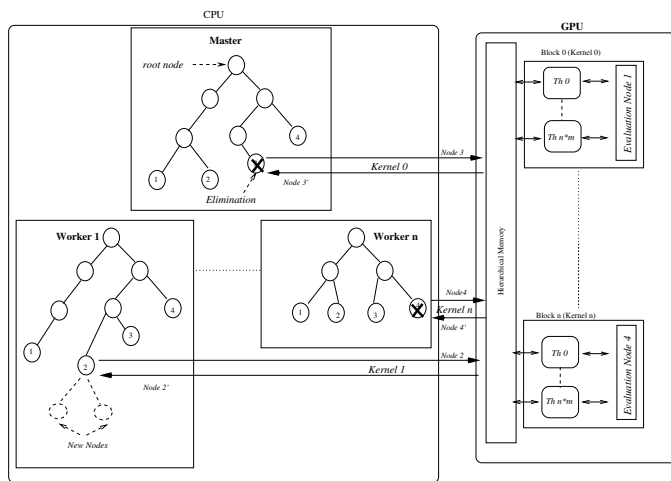 CPU
GPU
Master
root node
4
1
2
Elimination
Node 3
Kernel 0
Node 3'
Worker 1
4
3
1
2
New Nodes
Worker n
1
2
3
Node4
Kernel n
Node 4'
Node 2
Kernel 1
Node 2'
Hierarchical Memory
Block 0 (Kernel 0)
Th 0
Th n*m
Evaluation Node 1
Block n (Kernel n)
Th 0
Th n*m
Evaluation Node 4